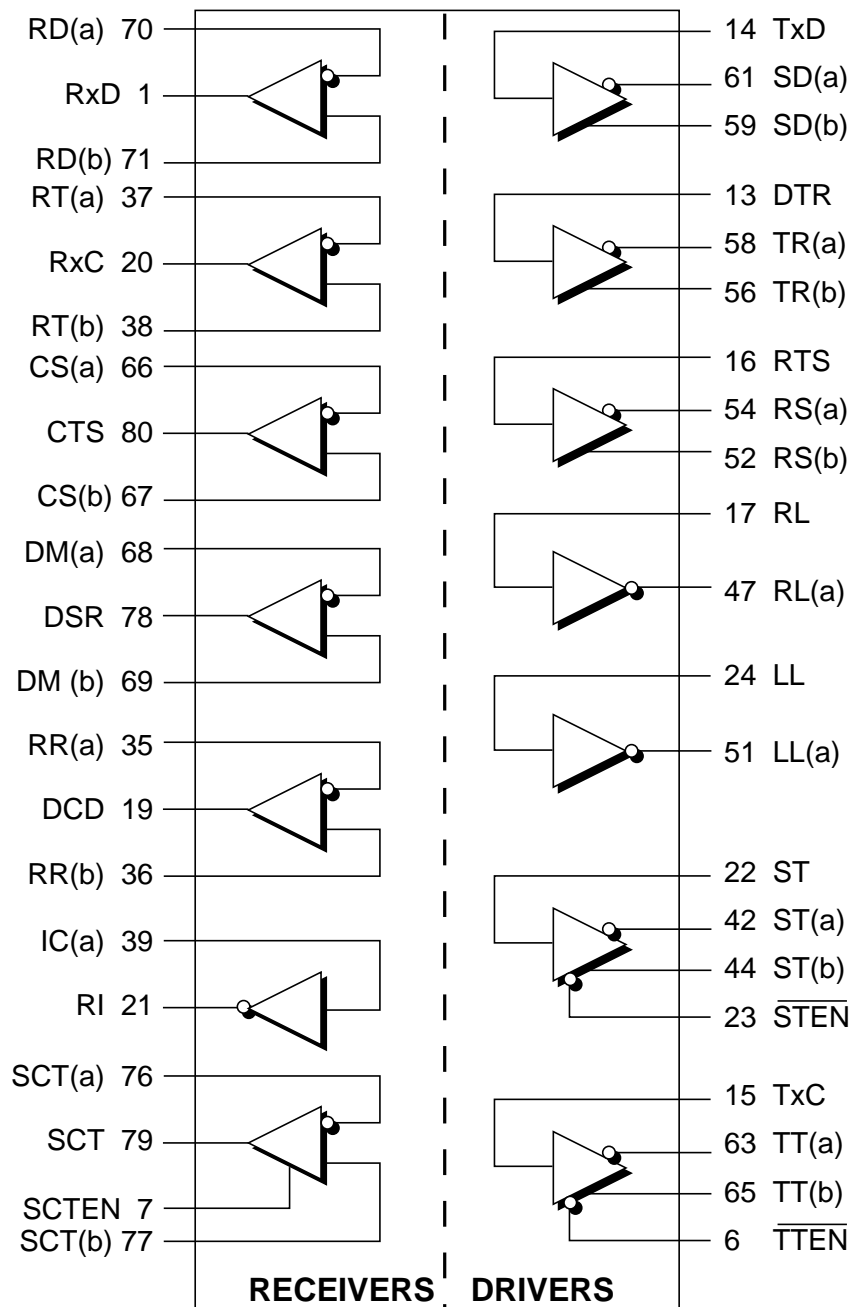 RD(a) 70
RxD 1
RD(b) 71
RT(a) 37
RxC 20
RT(b) 38
CS(a) 66
CTS 80
CS(b) 67
DM(a) 68
DSR 78
DM (b) 69
RR(a) 35
DCD 19
RR(b) 36
IC(a) 39
RI 21
SCT(a) 76
SCT 79
SCTEN 7
SCT(b) 77
RECEIVERS
14 TxD
61 SD(a)
59 SD(b)
13 DTR
58 TR(a)
56 TR(b)
16 RTS
54 RS(a)
52 RS(b)
17 RL
47 RL(a)
24 LL
51 LL(a)
22 ST
42 ST(a)
44 ST(b)
23 S̅T̅E̅N̅
15 TxC
63 TT(a)
65 TT(b)
6 T̅T̅E̅N̅
DRIVERS